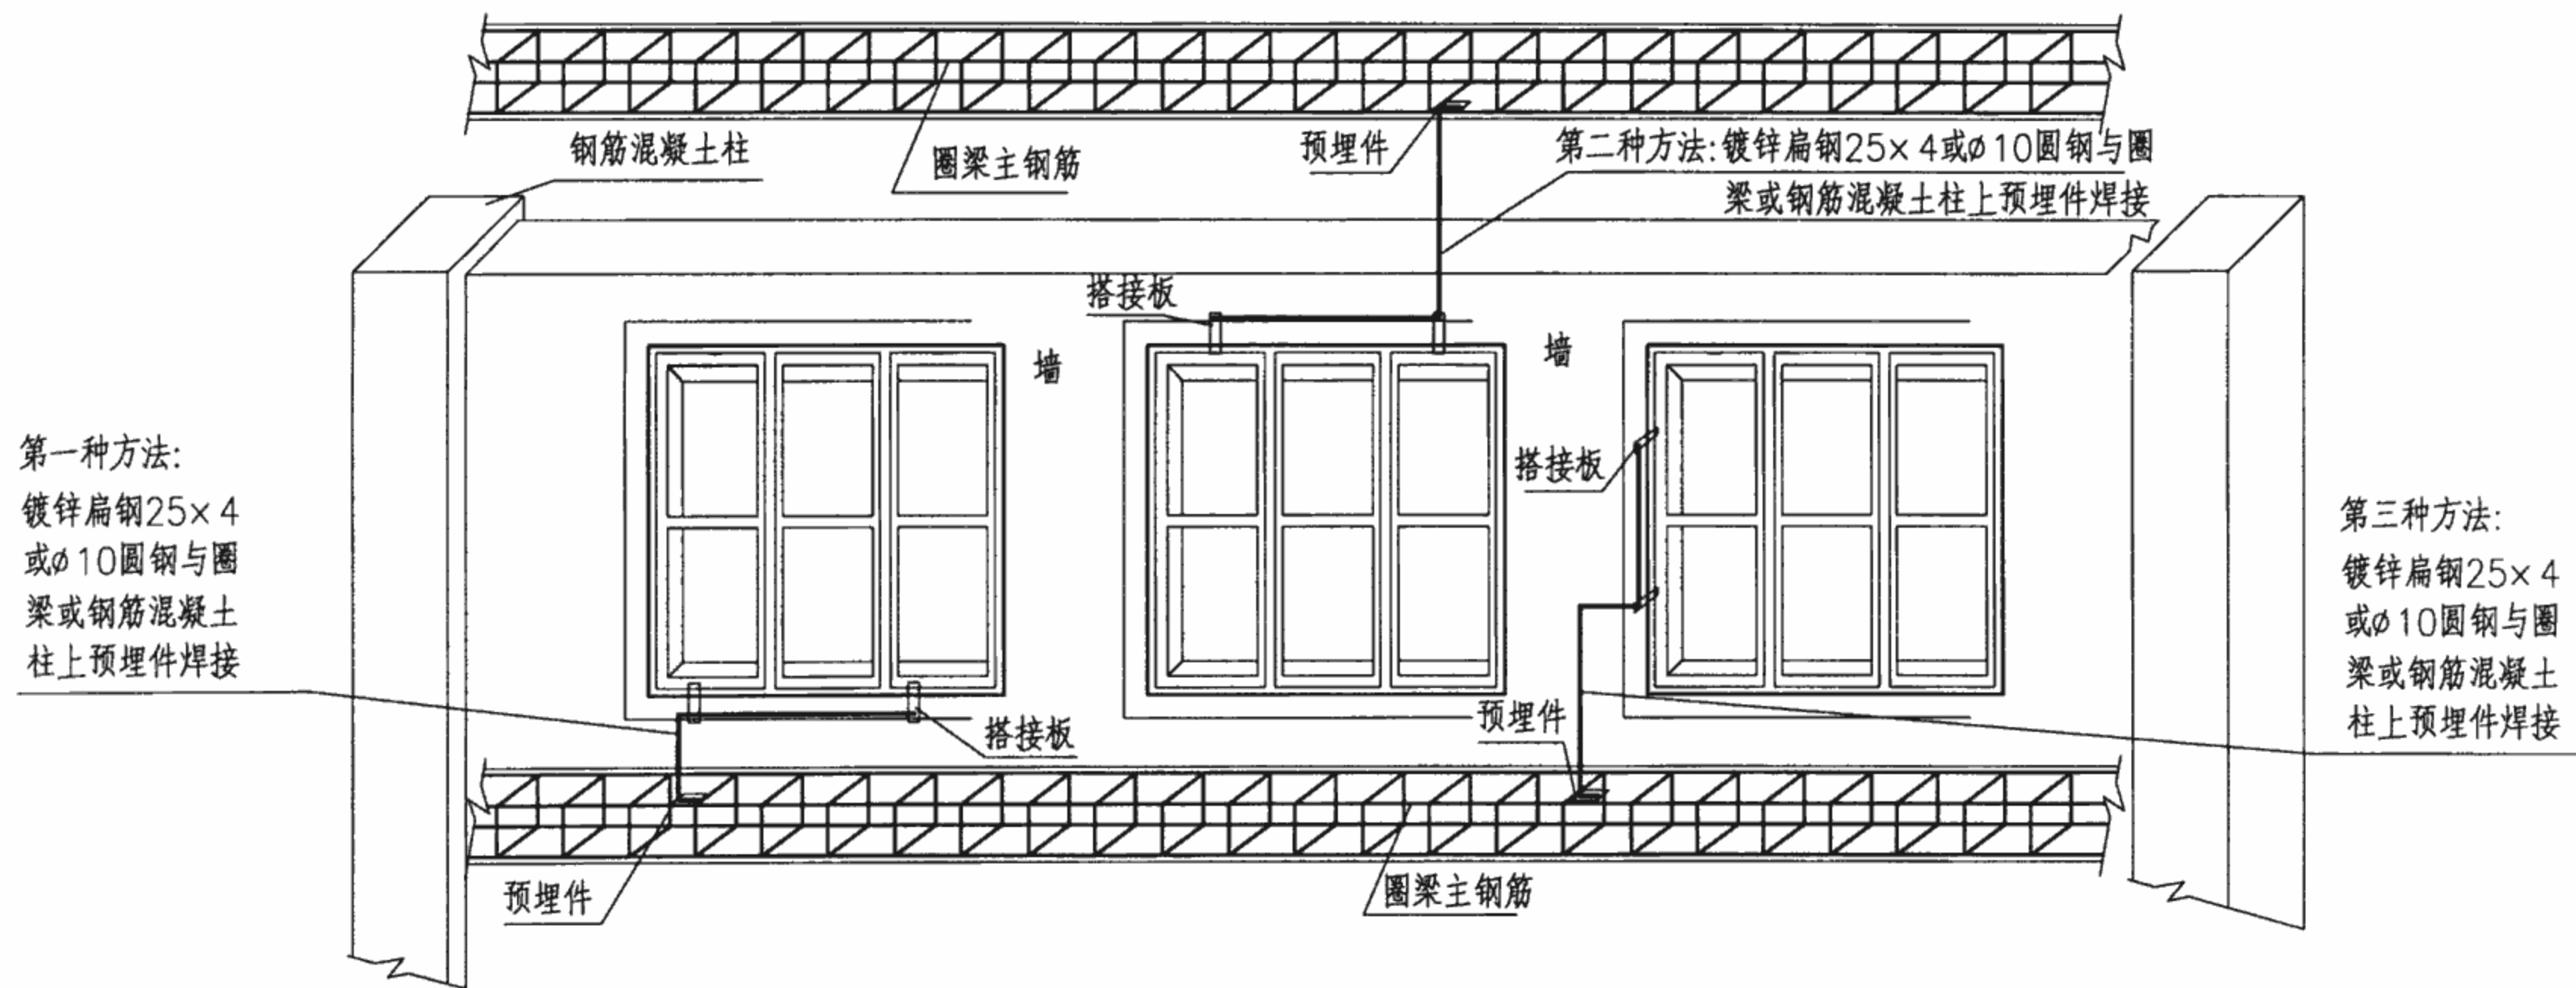 钢筋混凝土柱
圈梁主钢筋
预埋件
第二种方法:镀锌扁钢25×4或ø10圆钢与圈
梁或钢筋混凝土柱上预埋件焊接
搭接板
墙
墙
搭接板
第一种方法:
镀锌扁钢25×4
或ø10圆钢与圈
梁或钢筋混凝土
柱上预埋件焊接
第三种方法:
镀锌扁钢25×4
或ø10圆钢与圈
梁或钢筋混凝土
柱上预埋件焊接
搭接板
预埋件
预埋件
圈梁主钢筋